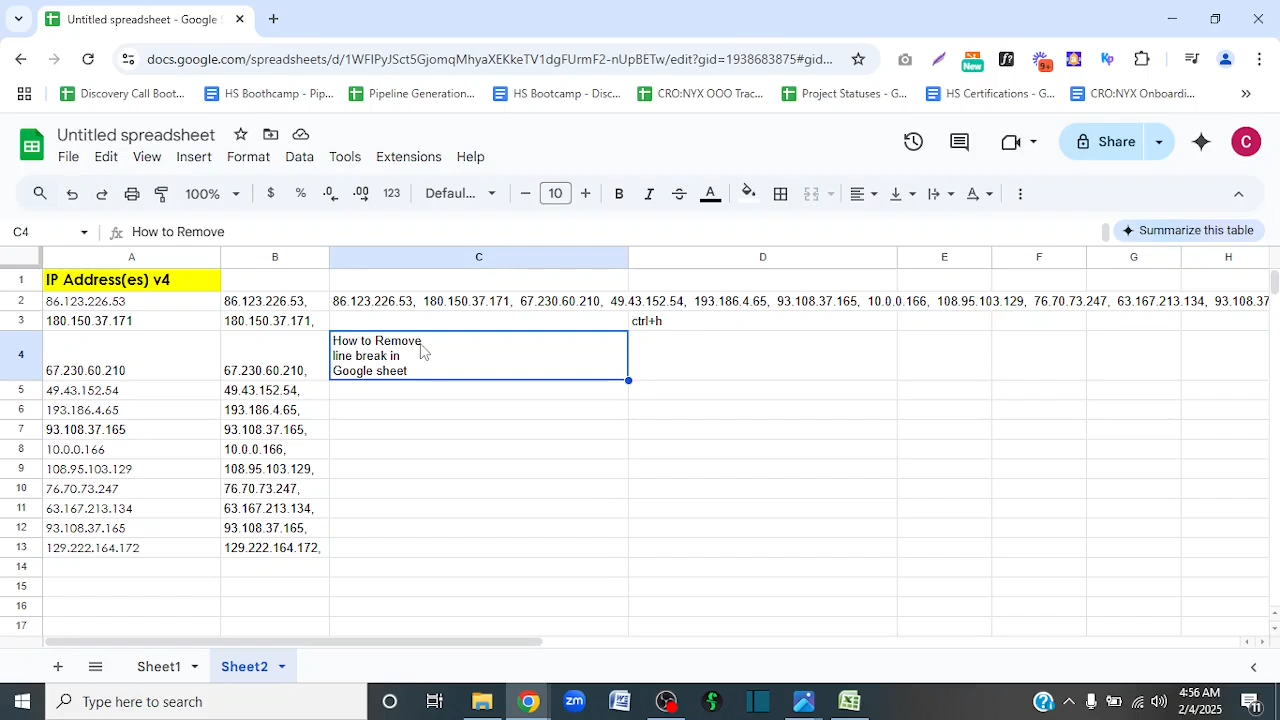 Untitled spreadsheet - Google S
docs.google.com/spreadsheets/d/1WFIPyJSct5GjomqMhyaXEKkeTV1dgFUrmF2-nUpBETw/edit?gid=1938683875#gid...
New
9+
Kp
Discovery Call Boot...
HS Bootcamp - Pip...
Pipeline Generation...
HS Bootcamp - Disc...
CRO:NYX OOO Trac...
Project Statuses - G...
HS Certifications - G...
CRO:NYX Onboardi...
Untitled spreadsheet
File Edit View Insert Format Data Tools Extensions Help
Share
C
100% $ % .0 .00 123 Defaul... 10 B I S A
C4 fx How to Remove
Summarize this table
A B C D E F G H
1 IP Address(es) v4
2 86.123.226.53 86.123.226.53, 86.123.226.53, 180.150.37.171, 67.230.60.210, 49.43.152.54, 193.186.4.65, 93.108.37.165, 10.0.0.166, 108.95.103.129, 76.70.73.247, 63.167.213.134, 93.108.37
3 180.150.37.171 180.150.37.171, ctrl+h
How to Remove
line break in
4 67.230.60.210 67.230.60.210, Google sheet
5 49.43.152.54 49.43.152.54,
6 193.186.4.65 193.186.4.65,
7 93.108.37.165 93.108.37.165,
8 10.0.0.166 10.0.0.166,
9 108.95.103.129 108.95.103.129,
10 76.70.73.247 76.70.73.247,
11 63.167.213.134 63.167.213.134,
12 93.108.37.165 93.108.37.165,
13 129.222.164.172 129.222.164.172,
14
15
16
17
Sheet1 Sheet2
Type here to search
zm
4:56 AM
2/4/2025